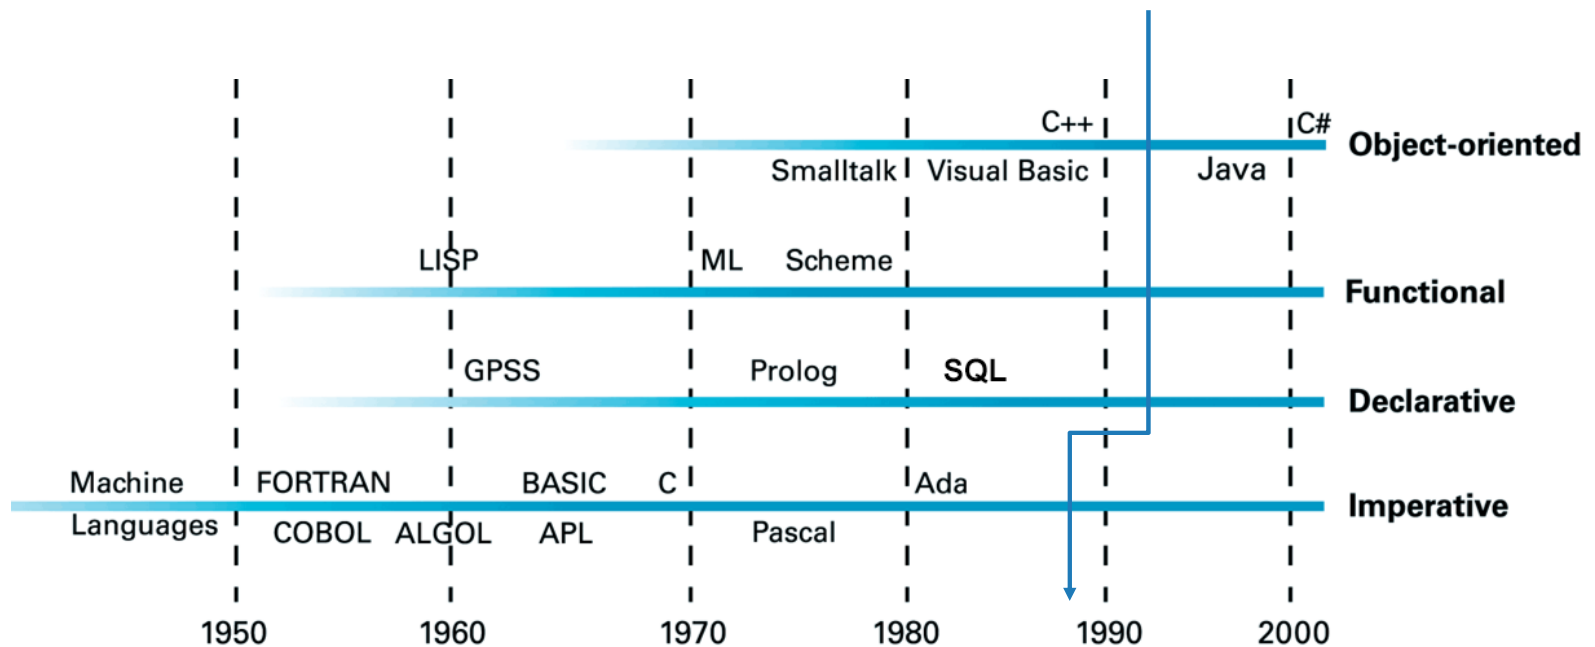 C++ C#
Object-oriented
Smalltalk Visual Basic Java
LISP ML Scheme
Functional
GPSS Prolog SQL
Declarative
Machine FORTRAN BASIC C Ada
Imperative
Languages COBOL ALGOL APL Pascal
1950 1960 1970 1980 1990 2000